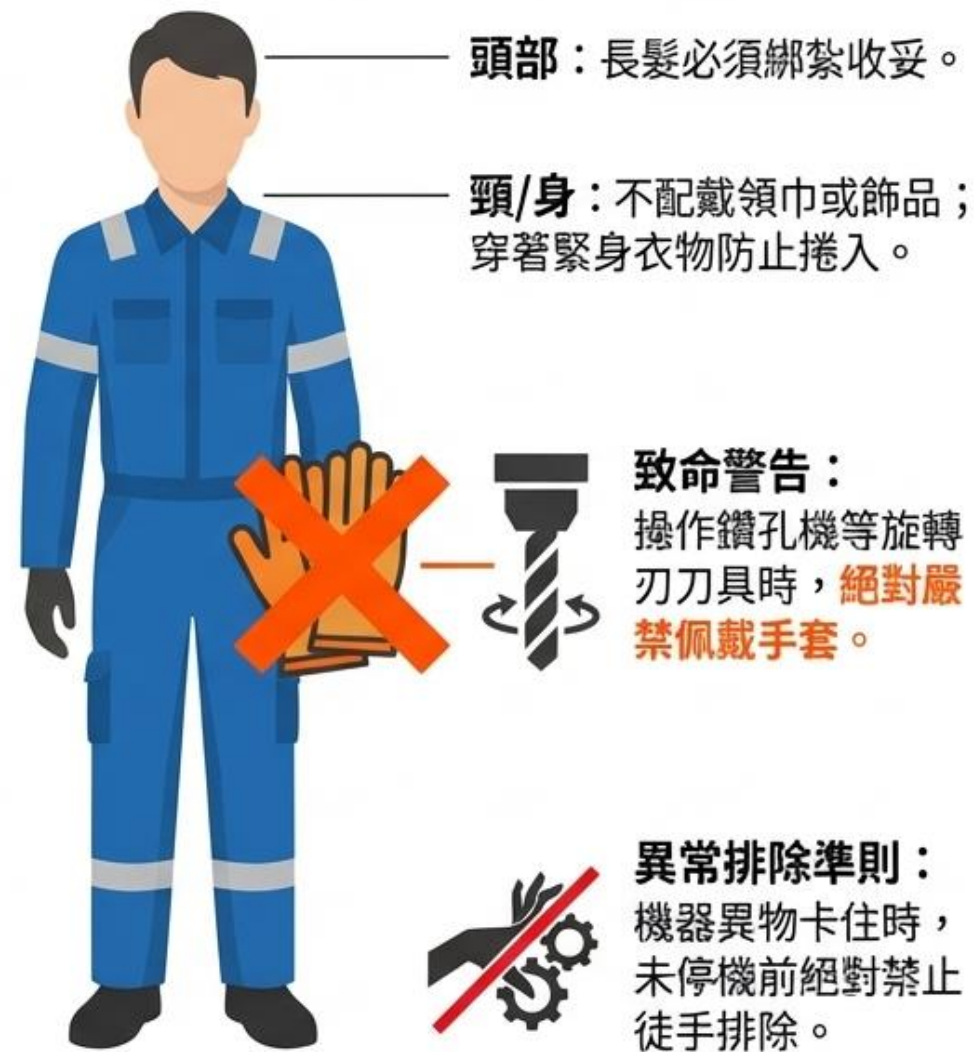 頭部：長髮必須綁紮收妥。
頸/身：不配戴領巾或飾品；
穿著緊身衣物防止捲入。
致命警告：
操作鑽孔機等旋轉
刃刀具時，絕對嚴
禁佩戴手套。
異常排除準則：
機器異物卡住時，
未停機前絕對禁止
徒手排除。